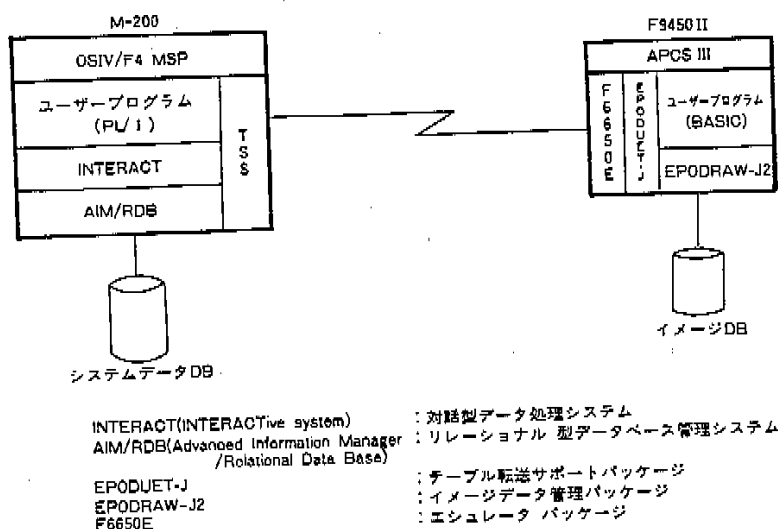 M-200
OSIV/F4 MSP
ユーザープログラム
(PL/I)
INTERACT
AIM/RDB
TSS
システムデータDB
F9450II
APCS III
F6650E
EPODUET-J
ユーザープログラム
(BASIC)
EPODRAW-J2
イメージDB
INTERACT(INTERACTive system) :対話型データ処理システム
AIM/RDB(Advanced Information Manager :リレーショナル 型データベース管理システム
/Relational Data Base)
EPODUET-J :テーブル転送サポートパッケージ
EPODRAW-J2 :イメージデータ管理パッケージ
F6650E :エシュレータ パッケージ